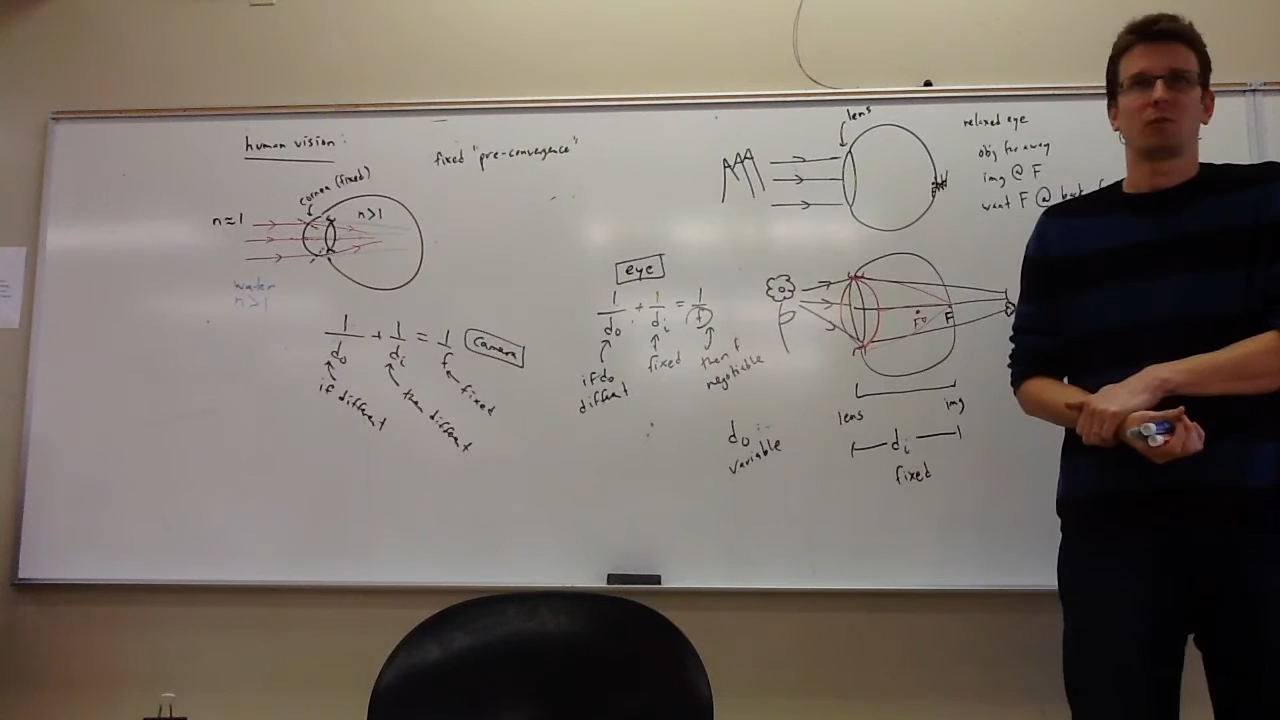 human vision:
fixed "pre-convergence"
cornea (fixed)
n≈1
n>1
water
n>1
1/do + 1/di = 1/f
camera
if different
then different
fixed
eye
1/do + 1/di = 1/f
if do
different
fixed
then f
negotiable
do :-
variable
lens
relaxed eye
obj far away
img @ F
want F @ back
F
lens
img
di
fixed